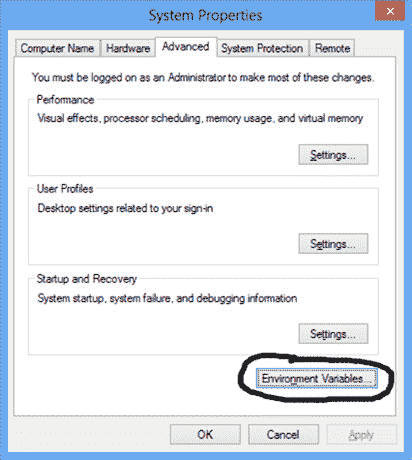 System Properties
Computer Name Hardware Advanced System Protection Remote
You must be logged on as an Administrator to make most of these changes.
Performance
Visual effects, processor scheduling, memory usage, and virtual memory
Settings...
User Profiles
Desktop settings related to your sign-in
Settings...
Startup and Recovery
System startup, system failure, and debugging information
Settings...
Environment Variables...
OK Cancel Apply